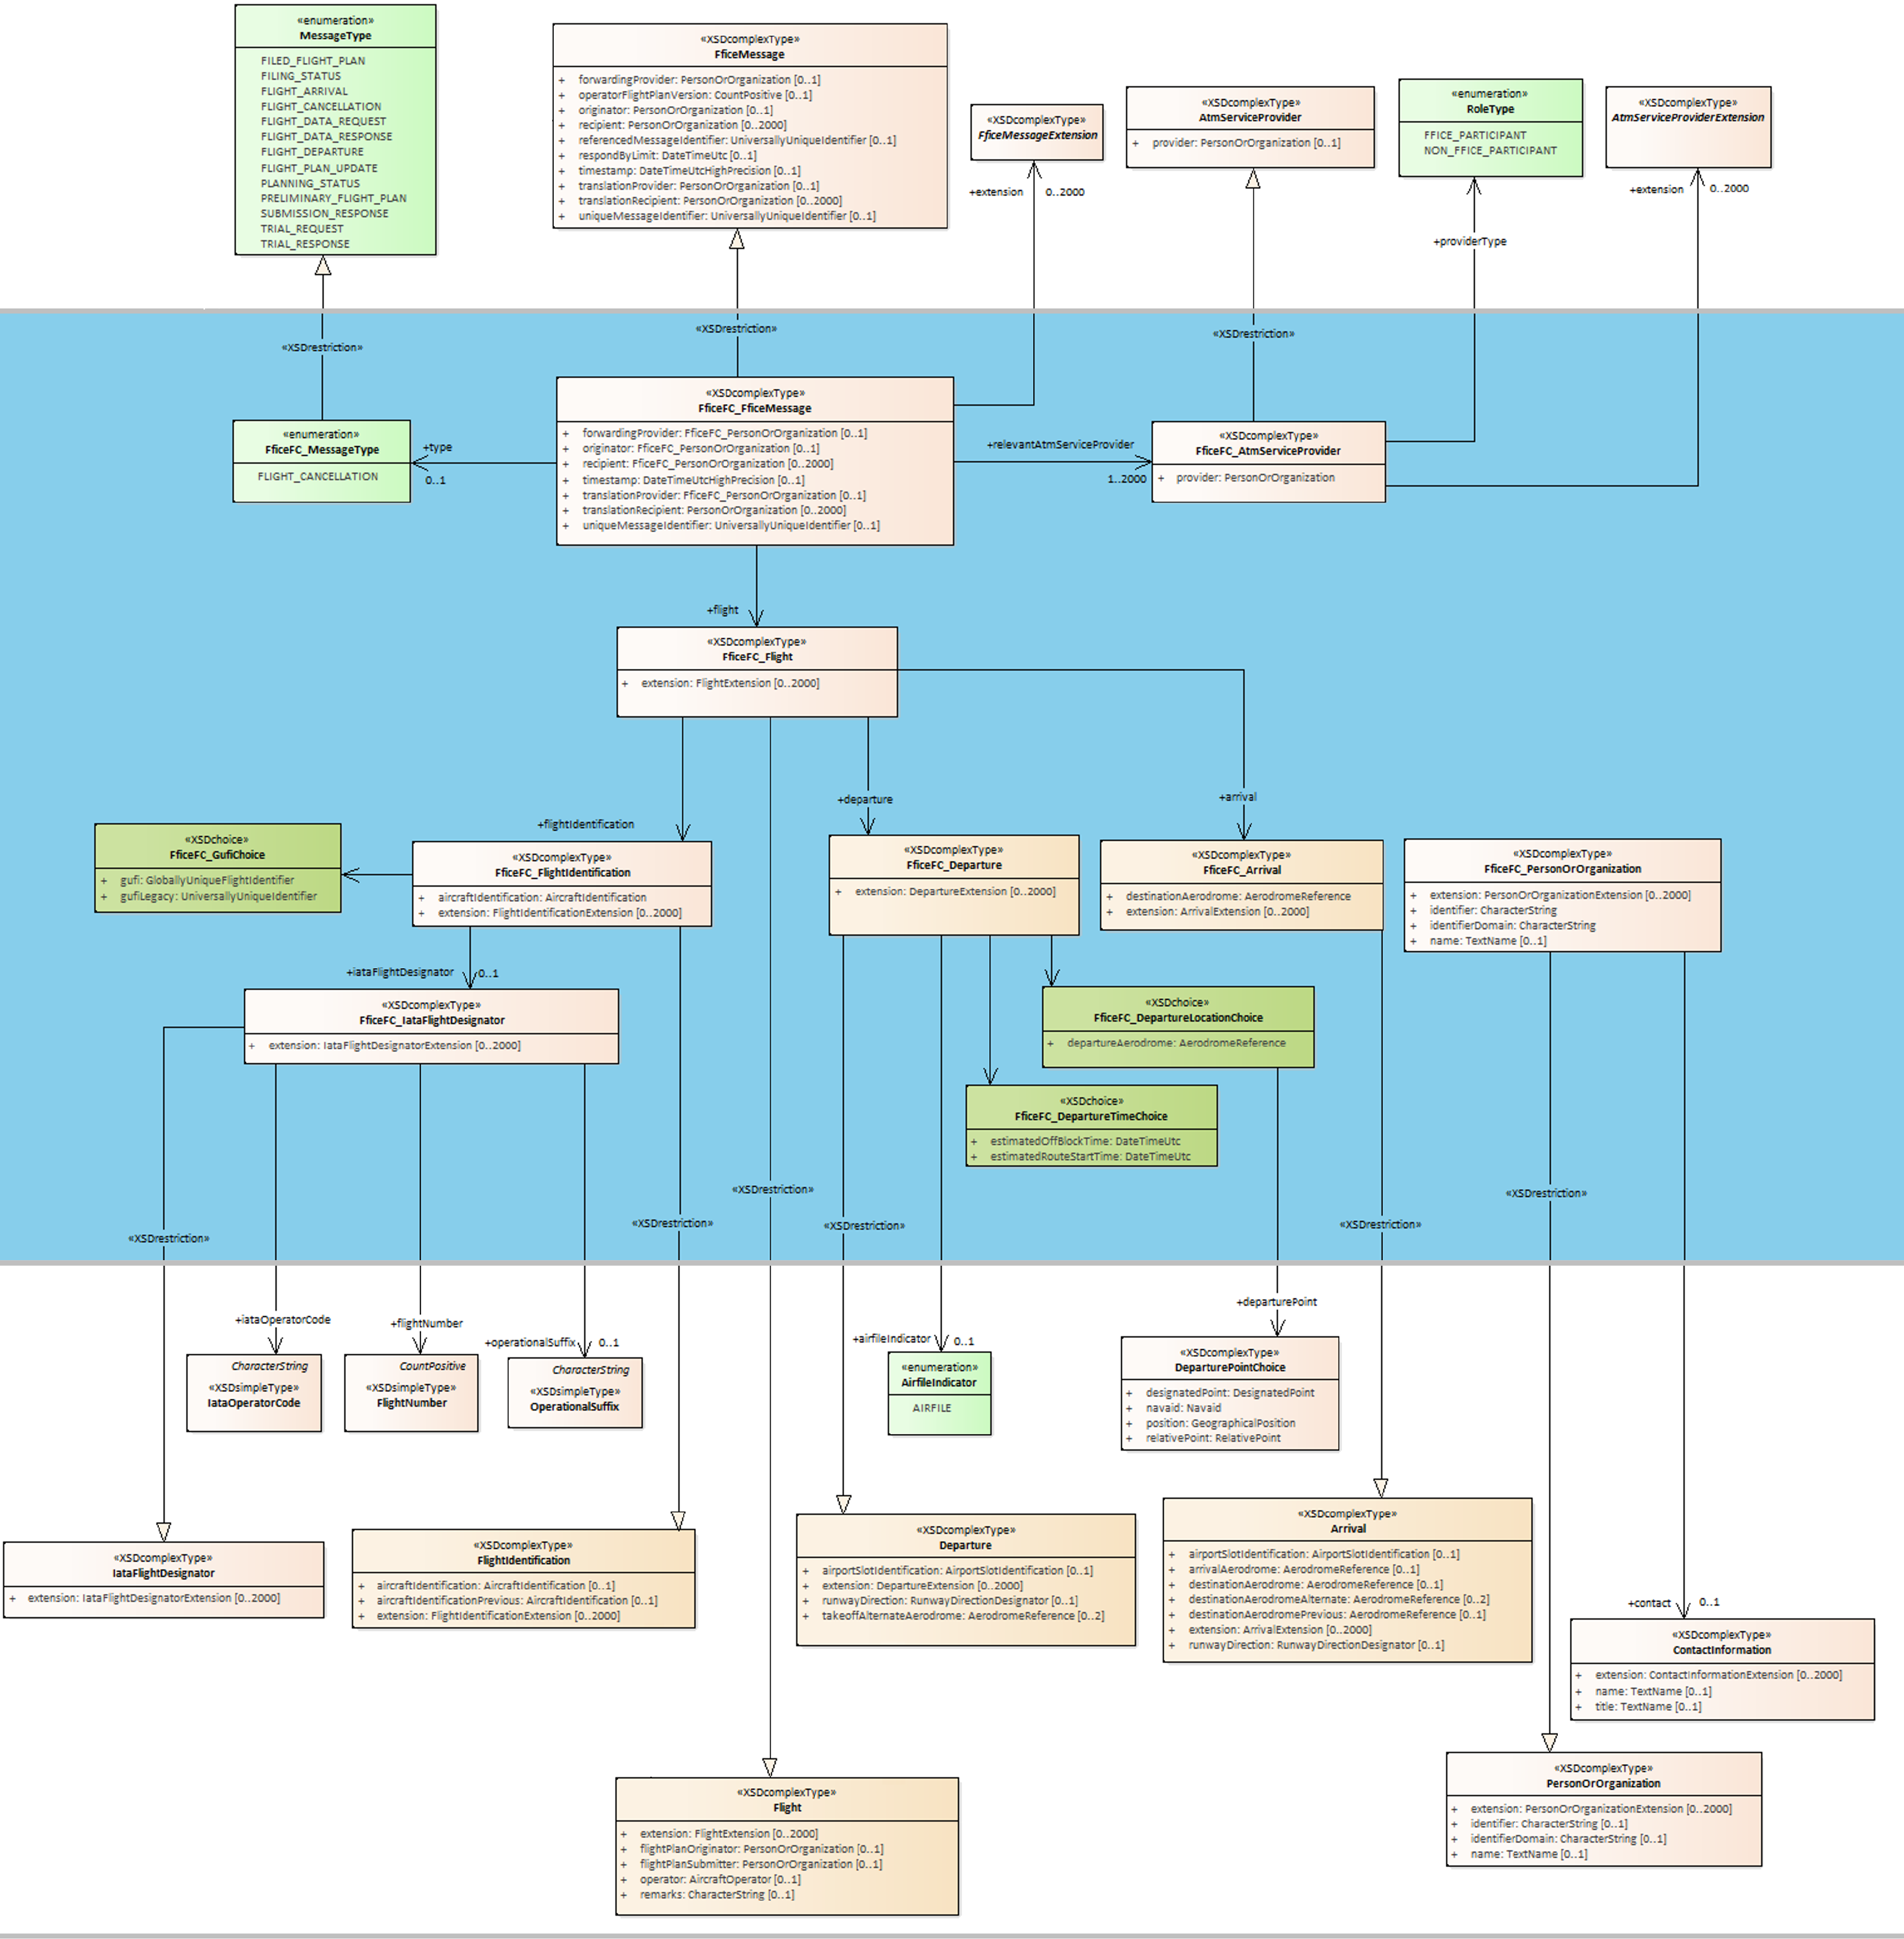 «enumeration»
MessageType
FILED_FLIGHT_PLAN
FILING_STATUS
FLIGHT_ARRIVAL
FLIGHT_CANCELLATION
FLIGHT_DATA_REQUEST
FLIGHT_DATA_RESPONSE
FLIGHT_DEPARTURE
FLIGHT_PLAN_UPDATE
PLANNING_STATUS
PRELIMINARY_FLIGHT_PLAN
SUBMISSION_RESPONSE
TRIAL_REQUEST
TRIAL_RESPONSE
«XSDcomplexType»
FficeMessage
+ forwardingProvider: PersonOrOrganization [0..1]
+ operatorFlightPlanVersion: CountPositive [0..1]
+ originator: PersonOrOrganization [0..1]
+ recipient: PersonOrOrganization [0..2000]
+ referencedMessageIdentifier: UniversallyUniqueIdentifier [0..1]
+ respondByLimit: DateTimeUtc [0..1]
+ timestamp: DateTimeUtcHighPrecision [0..1]
+ translationProvider: PersonOrOrganization [0..1]
+ translationRecipient: PersonOrOrganization [0..2000]
+ uniqueMessageIdentifier: UniversallyUniqueIdentifier [0..1]
«XSDcomplexType»
FficeMessageExtension
+extension 0..2000
«XSDcomplexType»
AtmServiceProvider
+ provider: PersonOrOrganization [0..1]
«enumeration»
RoleType
FFICE_PARTICIPANT
NON_FFICE_PARTICIPANT
+providerType
«XSDcomplexType»
AtmServiceProviderExtension
+extension 0..2000
«XSDrestriction»
«XSDrestriction»
«XSDrestriction»
«enumeration»
FficeFC_MessageType
FLIGHT_CANCELLATION
+type
0..1
«XSDcomplexType»
FficeFC_FficeMessage
+ forwardingProvider: FficeFC_PersonOrOrganization [0..1]
+ originator: FficeFC_PersonOrOrganization [0..1]
+ recipient: FficeFC_PersonOrOrganization [0..2000]
+ timestamp: DateTimeUtcHighPrecision [0..1]
+ translationProvider: FficeFC_PersonOrOrganization [0..1]
+ translationRecipient: PersonOrOrganization [0..2000]
+ uniqueMessageIdentifier: UniversallyUniqueIdentifier [0..1]
+relevantAtmServiceProvider
1..2000
«XSDcomplexType»
FficeFC_AtmServiceProvider
+ provider: PersonOrOrganization
+flight
«XSDcomplexType»
FficeFC_Flight
+ extension: FlightExtension [0..2000]
+flightIdentification
+departure
+arrival
«XSDchoice»
FficeFC_GufiChoice
+ gufi: GloballyUniqueFlightIdentifier
+ gufiLegacy: UniversallyUniqueIdentifier
«XSDcomplexType»
FficeFC_FlightIdentification
+ aircraftIdentification: AircraftIdentification
+ extension: FlightIdentificationExtension [0..2000]
«XSDcomplexType»
FficeFC_Departure
+ extension: DepartureExtension [0..2000]
«XSDcomplexType»
FficeFC_Arrival
+ destinationAerodrome: AerodromeReference
+ extension: ArrivalExtension [0..2000]
«XSDcomplexType»
FficeFC_PersonOrOrganization
+ extension: PersonOrOrganizationExtension [0..2000]
+ identifier: CharacterString
+ identifierDomain: CharacterString
+ name: TextName [0..1]
+iataFlightDesignator 0..1
«XSDcomplexType»
FficeFC_IataFlightDesignator
+ extension: IataFlightDesignatorExtension [0..2000]
«XSDchoice»
FficeFC_DepartureLocationChoice
+ departureAerodrome: AerodromeReference
«XSDchoice»
FficeFC_DepartureTimeChoice
+ estimatedOffBlockTime: DateTimeUtc
+ estimatedRouteStartTime: DateTimeUtc
«XSDrestriction»
«XSDrestriction»
«XSDrestriction»
«XSDrestriction»
«XSDrestriction»
«XSDrestriction»
+iataOperatorCode
CharacterString
«XSDsimpleType»
IataOperatorCode
+flightNumber
CountPositive
«XSDsimpleType»
FlightNumber
+operationalSuffix 0..1
CharacterString
«XSDsimpleType»
OperationalSuffix
+airfileIndicator 0..1
«enumeration»
AirfileIndicator
AIRFILE
+departurePoint
«XSDcomplexType»
DeparturePointChoice
+ designatedPoint: DesignatedPoint
+ navaid: Navaid
+ position: GeographicalPosition
+ relativePoint: RelativePoint
«XSDcomplexType»
IataFlightDesignator
+ extension: IataFlightDesignatorExtension [0..2000]
«XSDcomplexType»
FlightIdentification
+ aircraftIdentification: AircraftIdentification [0..1]
+ aircraftIdentificationPrevious: AircraftIdentification [0..1]
+ extension: FlightIdentificationExtension [0..2000]
«XSDcomplexType»
Departure
+ airportSlotIdentification: AirportSlotIdentification [0..1]
+ extension: DepartureExtension [0..2000]
+ runwayDirection: RunwayDirectionDesignator [0..1]
+ takeoffAlternateAerodrome: AerodromeReference [0..2]
«XSDcomplexType»
Arrival
+ airportSlotIdentification: AirportSlotIdentification [0..1]
+ arrivalAerodrome: AerodromeReference [0..1]
+ destinationAerodrome: AerodromeReference [0..1]
+ destinationAerodromeAlternate: AerodromeReference [0..2]
+ destinationAerodromePrevious: AerodromeReference [0..1]
+ extension: ArrivalExtension [0..2000]
+ runwayDirection: RunwayDirectionDesignator [0..1]
+contact 0..1
«XSDcomplexType»
ContactInformation
+ extension: ContactInformationExtension [0..2000]
+ name: TextName [0..1]
+ title: TextName [0..1]
«XSDcomplexType»
Flight
+ extension: FlightExtension [0..2000]
+ flightPlanOriginator: PersonOrOrganization [0..1]
+ flightPlanSubmitter: PersonOrOrganization [0..1]
+ operator: AircraftOperator [0..1]
+ remarks: CharacterString [0..1]
«XSDcomplexType»
PersonOrOrganization
+ extension: PersonOrOrganizationExtension [0..2000]
+ identifier: CharacterString [0..1]
+ identifierDomain: CharacterString [0..1]
+ name: TextName [0..1]